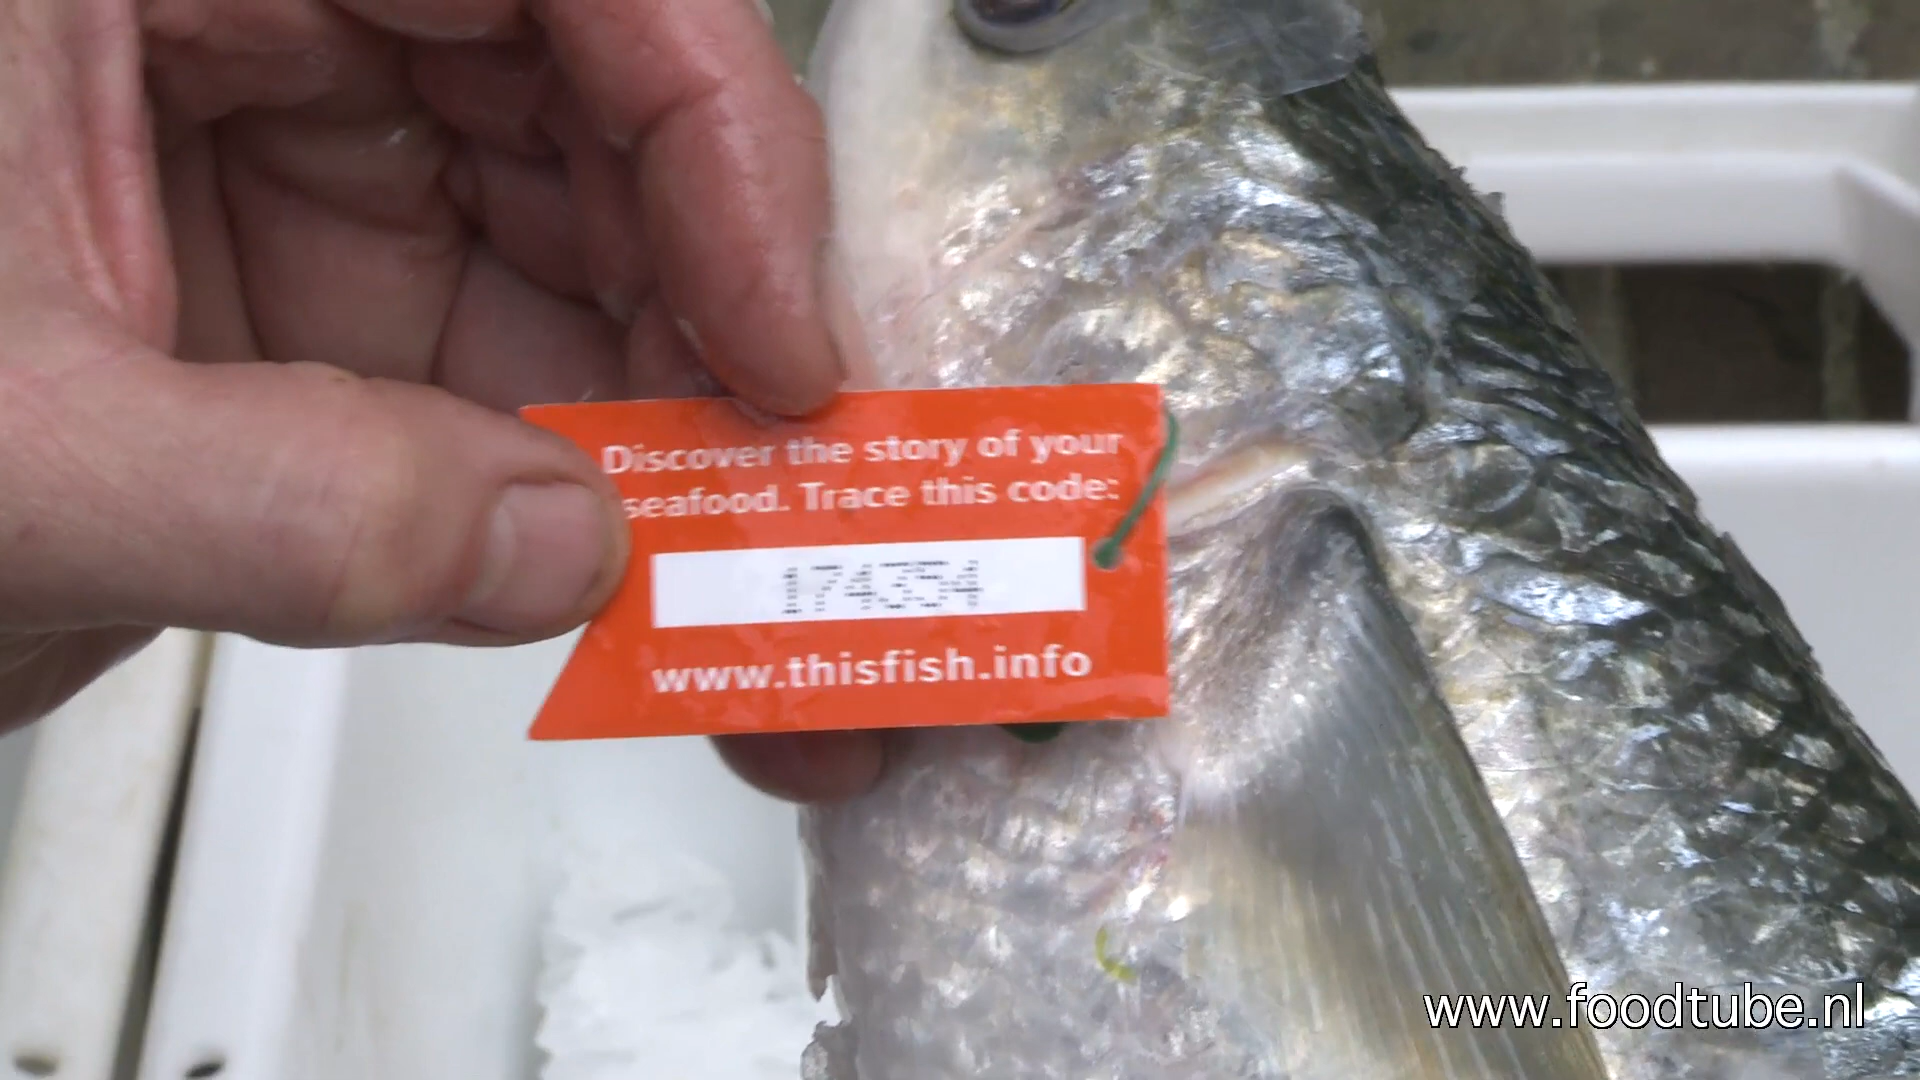 Discover the story of your
seafood. Trace this code:
www.thisfish.info
www.foodtube.nl